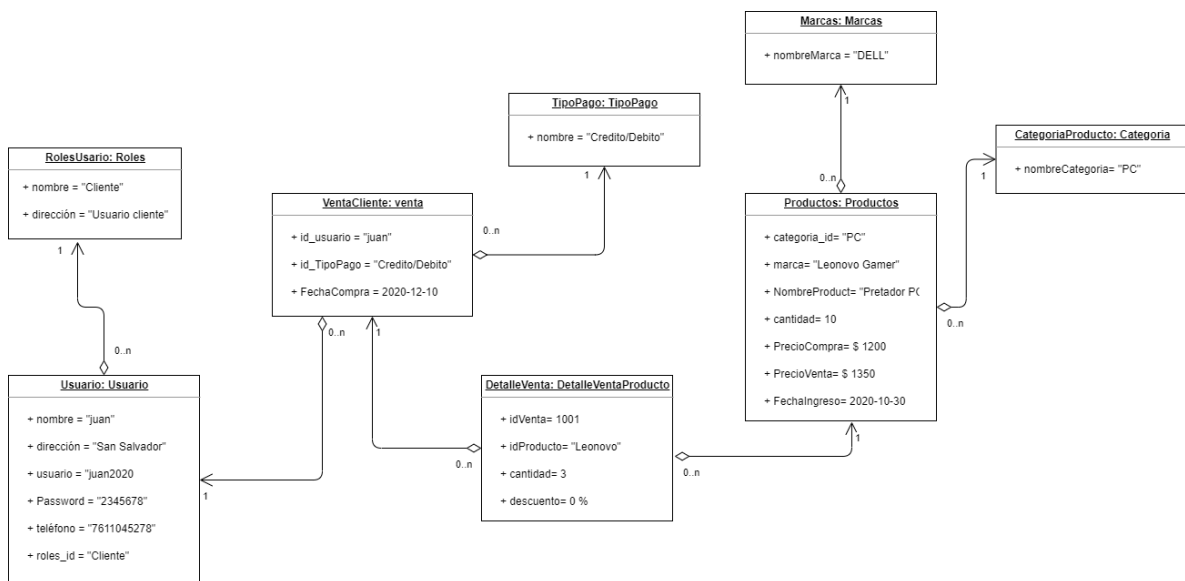 Marcas: Marcas
+ nombreMarca = "DELL"
1
TipoPago: TipoPago
+ nombre = "Credito/Debito"
1
CategoriaProducto: Categoria
+ nombreCategoria= "PC"
1
RolesUsario: Roles
+ nombre = "Cliente"
+ dirección = "Usuario cliente"
1
0..n
VentaCliente: venta
+ id_usuario = "juan"
+ id_TipoPago = "Credito/Debito"
+ FechaCompra = 2020-12-10
0..n
0..n
1
0..n
Productos: Productos
+ categoria_id= "PC"
+ marca= "Leonovo Gamer"
+ NombreProduct= "Pretador PC
+ cantidad= 10
+ PrecioCompra= $ 1200
+ PrecioVenta= $ 1350
+ FechaIngreso= 2020-10-30
0..n
1
0..n
Usuario: Usuario
+ nombre = "juan"
+ dirección = "San Salvador"
+ usuario = "juan2020
+ Password = "2345678"
+ teléfono = "7611045278"
+ roles_id = "Cliente"
1
DetalleVenta: DetalleVentaProducto
+ idVenta= 1001
+ idProducto= "Leonovo"
+ cantidad= 3
+ descuento= 0 %
0..n
0..n